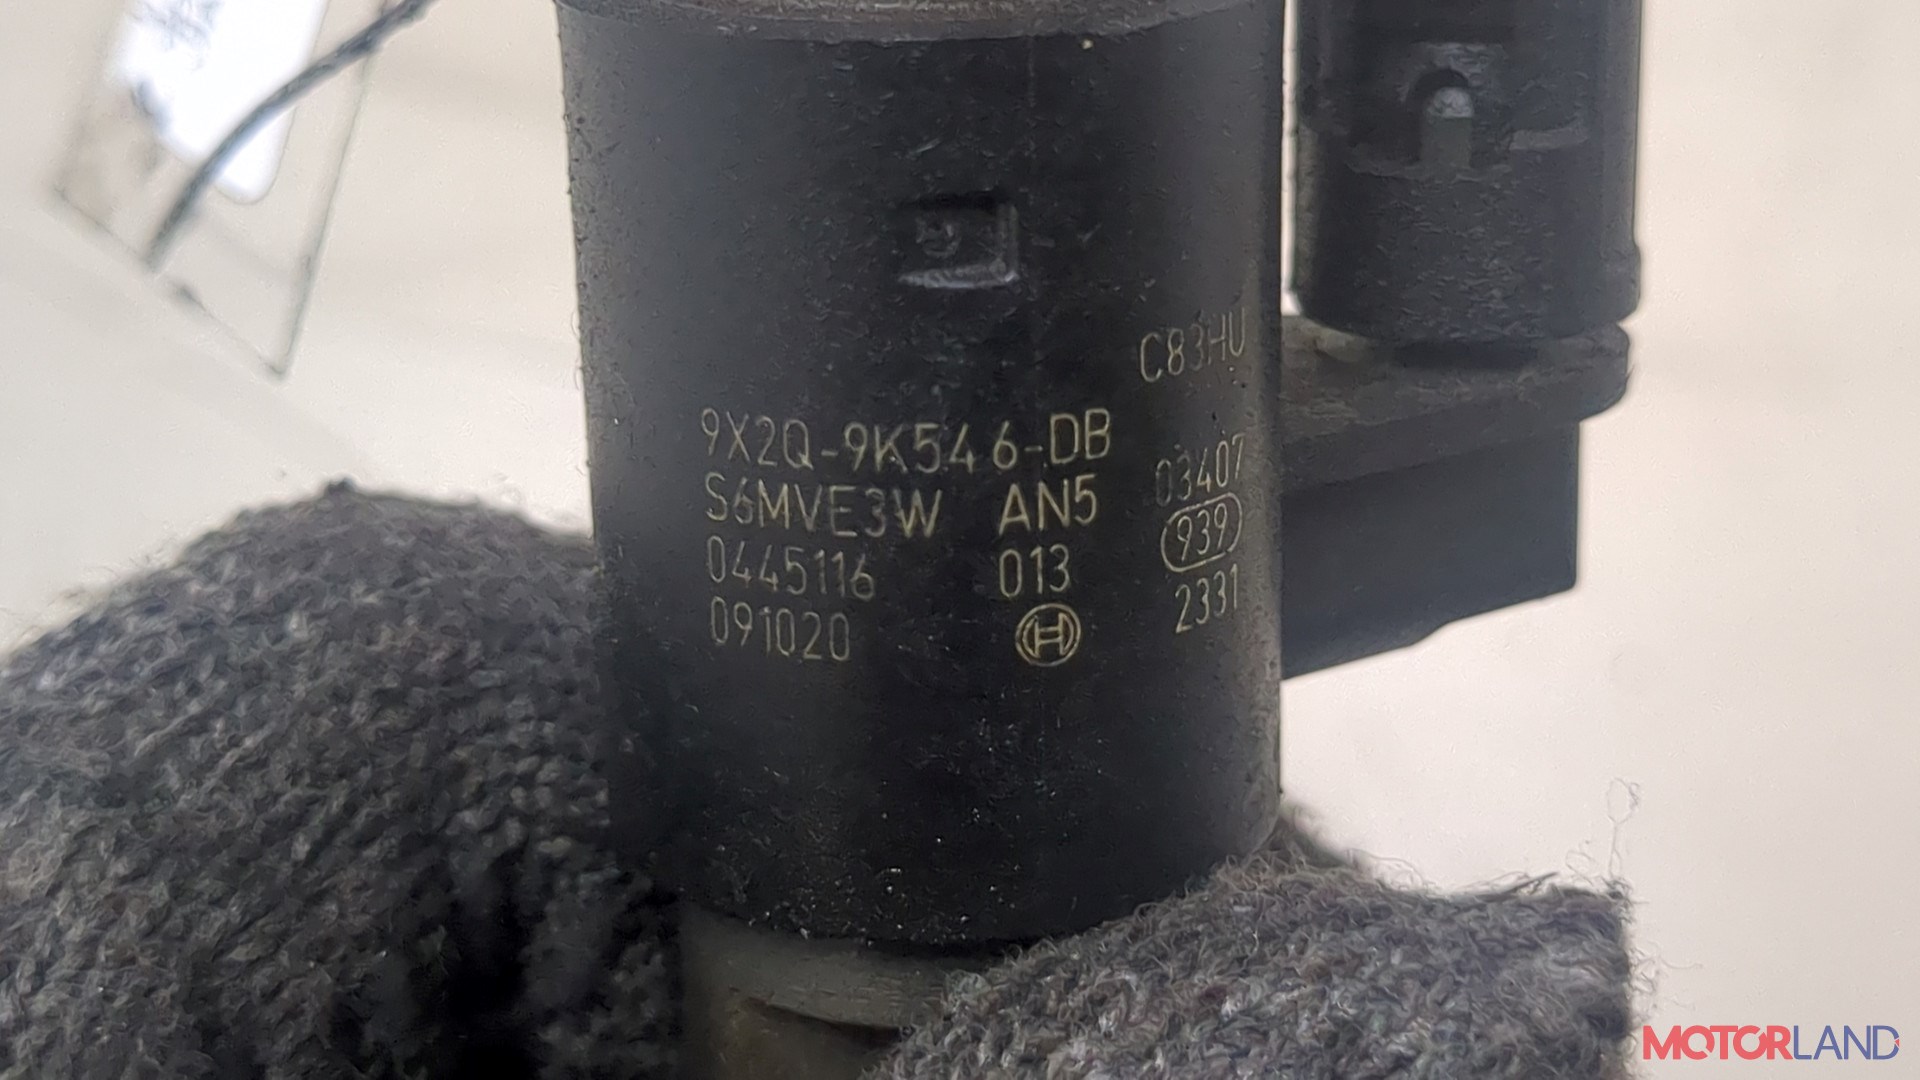 C83HU
9X2Q-9K546-DB
S6MVE3W AN5
0445116 013
091020
03407
939
2331
MOTORLAND